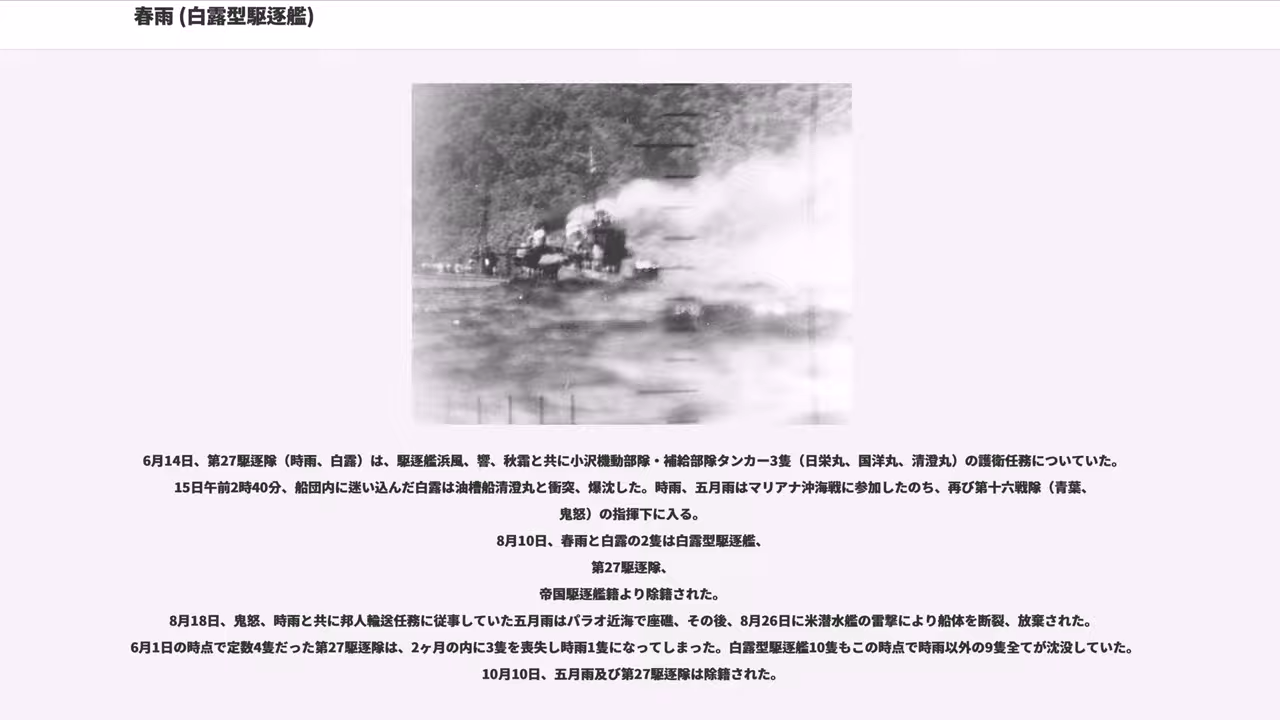 春雨 (白露型駆逐艦)
6月14日、第27駆逐隊（時雨、白露）は、駆逐艦浜風、響、秋霜と共に小沢機動部隊・補給部隊タンカー3隻（日栄丸、国洋丸、清澄丸）の護衛任務についていた。
15日午前2時40分、船団内に迷い込んだ白露は油槽船清澄丸と衝突、爆沈した。時雨、五月雨はマリアナ沖海戦に参加したのち、再び第十六戦隊（青葉、
鬼怒）の指揮下に入る。
8月10日、春雨と白露の2隻は白露型駆逐艦、
第27駆逐隊、
帝国駆逐艦籍より除籍された。
8月18日、鬼怒、時雨と共に邦人輸送任務に従事していた五月雨はパラオ近海で座礁、その後、8月26日に米潜水艦の雷撃により船体を断裂、放棄された。
6月1日の時点で定数4隻だった第27駆逐隊は、2ヶ月の内に3隻を喪失し時雨1隻になってしまった。白露型駆逐艦10隻もこの時点で時雨以外の9隻全てが沈没していた。
10月10日、五月雨及び第27駆逐隊は除籍された。